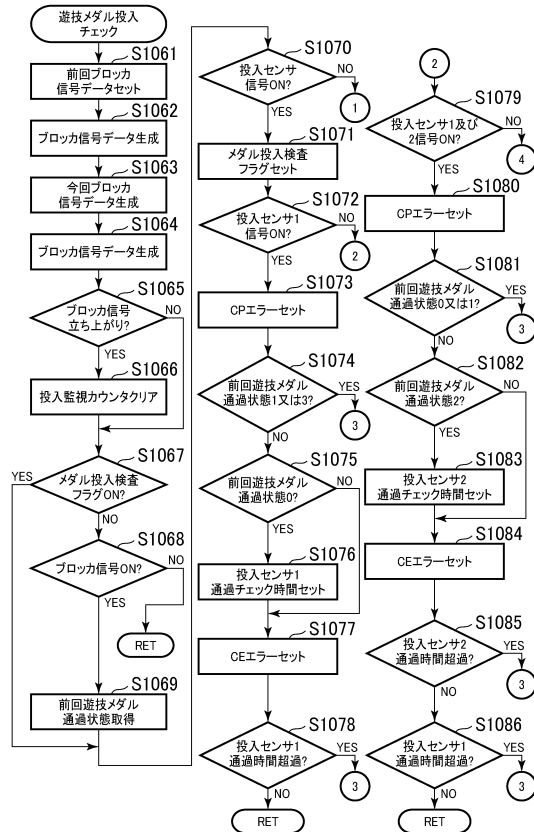 遊技メダル投入
チェック
S1061
前回ブロッカ
信号データセット
S1062
ブロッカ信号データ生成
S1063
今回ブロッカ
信号データ生成
S1064
ブロッカ信号データ生成
S1065
ブロッカ信号
立ち上がり?
NO
YES
S1066
投入監視カウンタクリア
S1067
メダル投入検査
フラグON?
YES
NO
S1068
ブロッカ信号ON?
NO
YES
RET
S1069
前回遊技メダル
通過状態取得
S1070
投入センサ
信号ON?
NO
1
YES
S1071
メダル投入検査
フラグセット
S1072
投入センサ1
信号ON?
NO
2
YES
S1073
CPエラーセット
S1074
前回遊技メダル
通過状態1又は3?
YES
3
NO
S1075
前回遊技メダル
通過状態0?
NO
YES
S1076
投入センサ1
通過チェック時間セット
S1077
CEエラーセット
S1078
投入センサ1
通過時間超過?
YES
3
NO
RET
2
S1079
投入センサ1及び
2信号ON?
NO
4
YES
S1080
CPエラーセット
S1081
前回遊技メダル
通過状態0又は1?
YES
3
NO
S1082
前回遊技メダル
通過状態2?
NO
YES
S1083
投入センサ2
通過チェック時間セット
S1084
CEエラーセット
S1085
投入センサ2
通過時間超過?
YES
3
NO
S1086
投入センサ1
通過時間超過?
YES
3
NO
RET